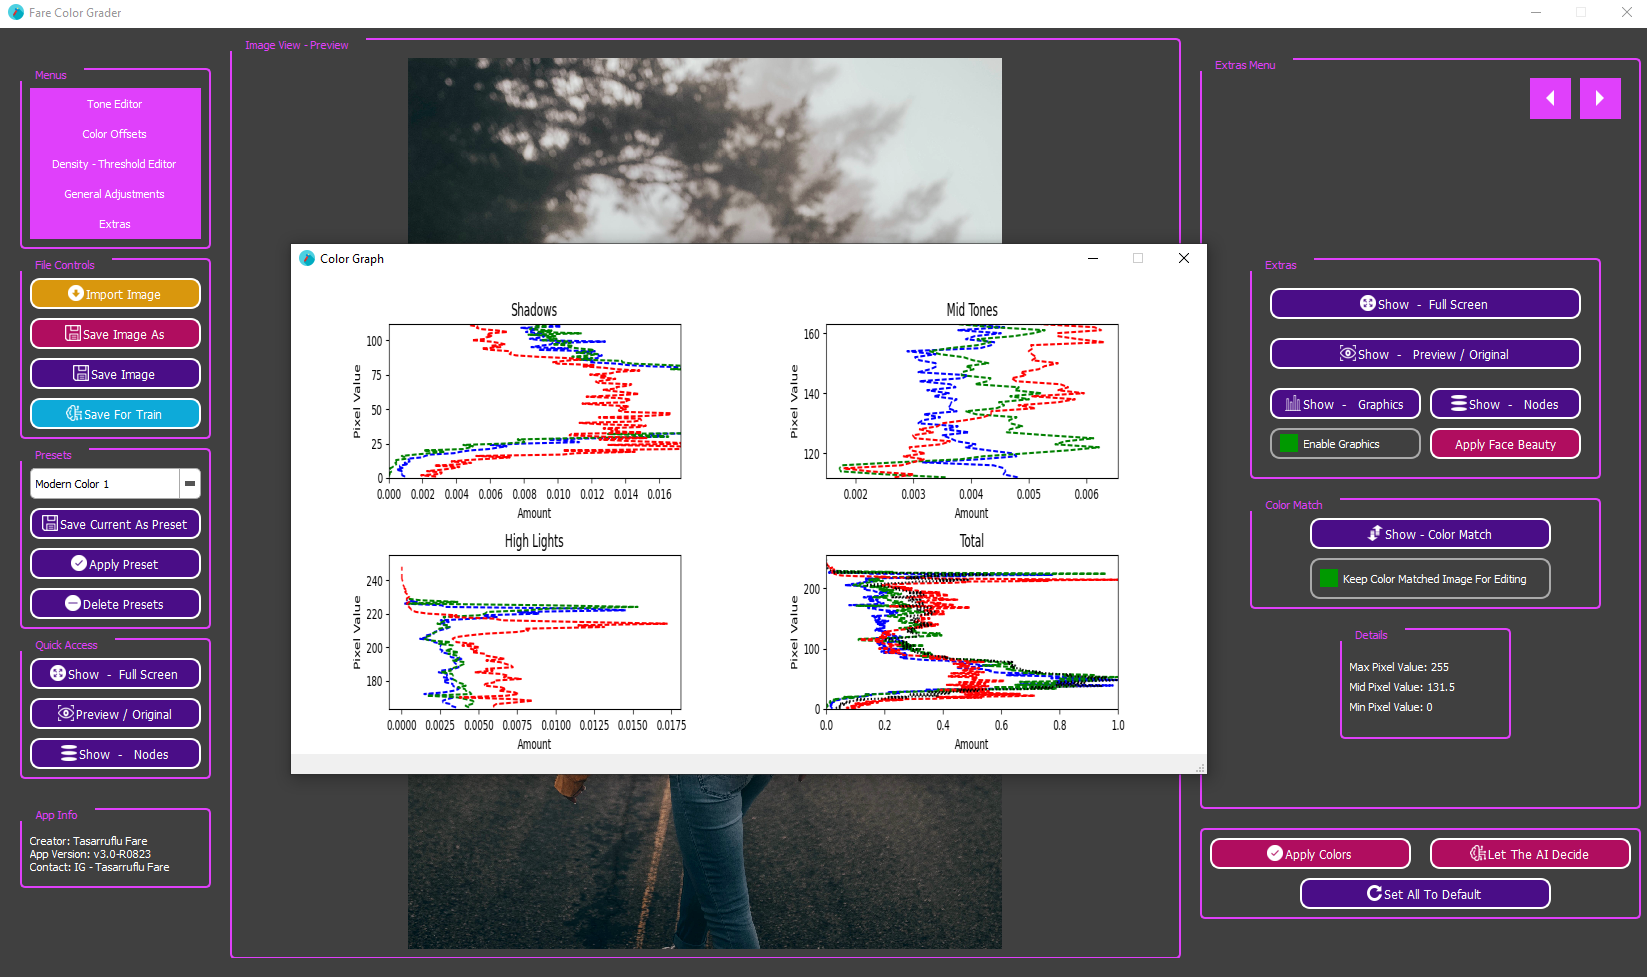 Fare Color Grader
Menus
Tone Editor
Color Offsets
Density - Threshold Editor
General Adjustments
Extras
File Controls
Import Image
Save Image As
Save Image
Save For Train
Presets
Modern Color 1
Save Current As Preset
Apply Preset
Delete Presets
Quick Access
Show - Full Screen
Preview / Original
Show - Nodes
App Info
Creator: Tasarruflu Fare
App Version: v3.0-R0823
Contact: IG - Tasarruflu Fare
Image View - Preview
Color Graph
Shadows
100
75
50
25
0
Pixel Value
0.000 0.002 0.004 0.006 0.008 0.010 0.012 0.014 0.016
Amount
Mid Tones
160
140
120
Pixel Value
0.002 0.003 0.004 0.005 0.006
Amount
High Lights
240
220
200
180
Pixel Value
0.0000 0.0025 0.0050 0.0075 0.0100 0.0125 0.0150 0.0175
Amount
Total
200
100
0
Pixel Value
0.0 0.2 0.4 0.6 0.8 1.0
Amount
Extras Menu
Extras
Show - Full Screen
Show - Preview / Original
Show - Graphics
Show - Nodes
Enable Graphics
Apply Face Beauty
Color Match
Show - Color Match
Keep Color Matched Image For Editing
Details
Max Pixel Value: 255
Mid Pixel Value: 131.5
Min Pixel Value: 0
Apply Colors
Let The AI Decide
Set All To Default